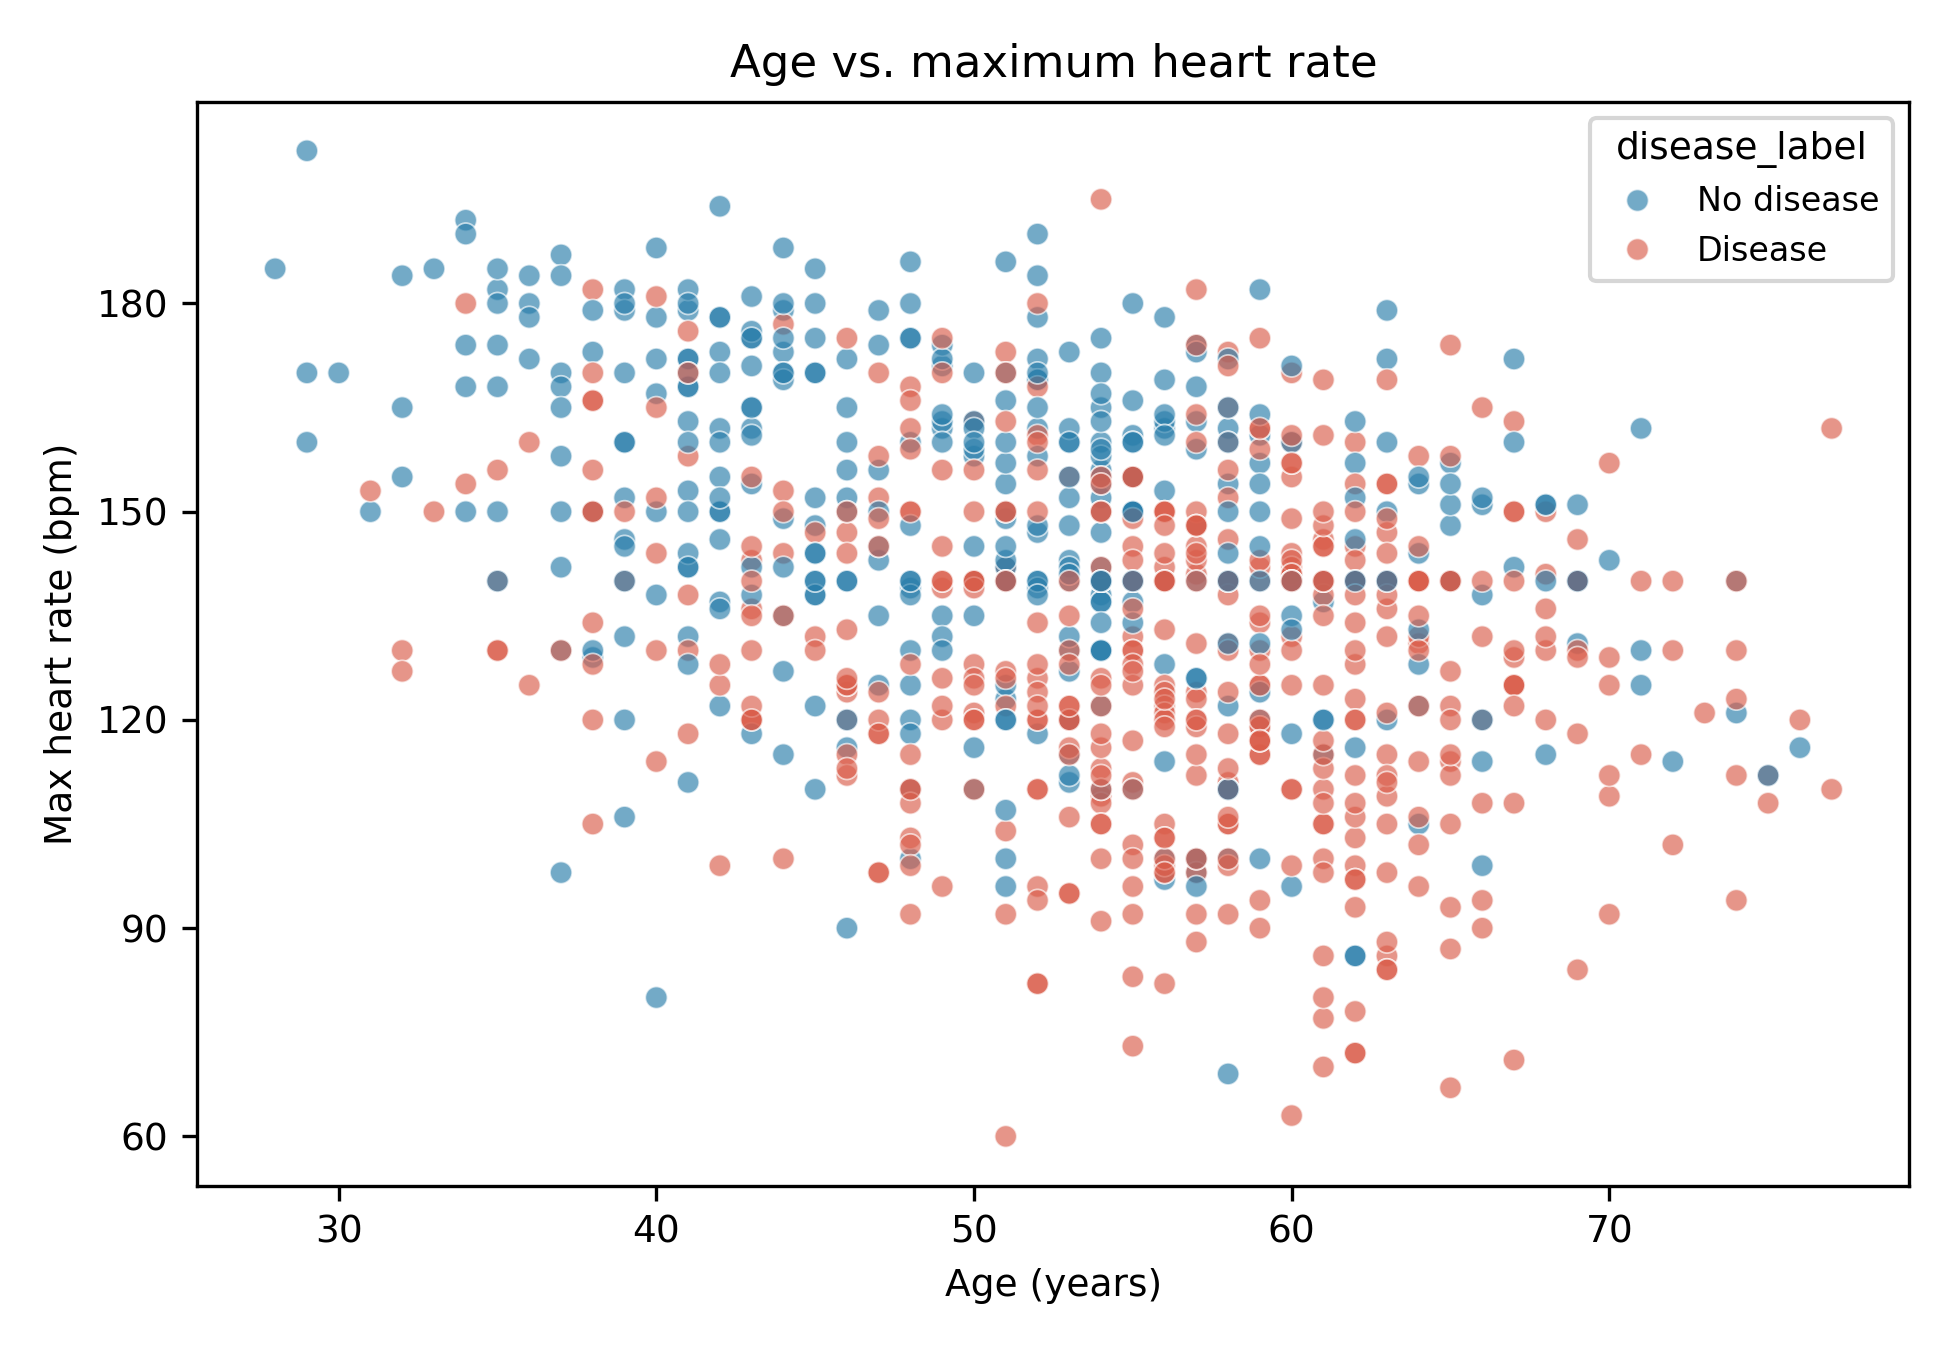 Age vs. maximum heart rate
disease_label
No disease
Disease
Max heart rate (bpm)
180
150
120
90
60
30 40 50 60 70
Age (years)